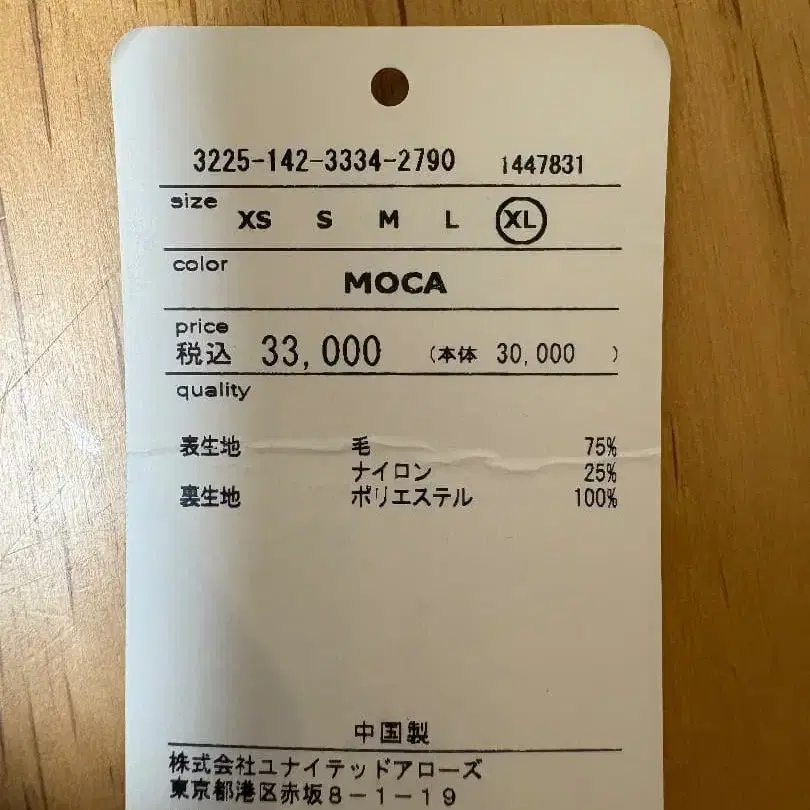 3225-142-3334-2790 1447831
size XS S M L XL
color MOCA
price
税込 33,000 (本体 30,000 )
quality
表生地 毛 75%
ナイロン 25%
裏生地 ポリエステル 100%
中国製
株式会社ユナイテッドアローズ
東京都港区赤坂8-1-19